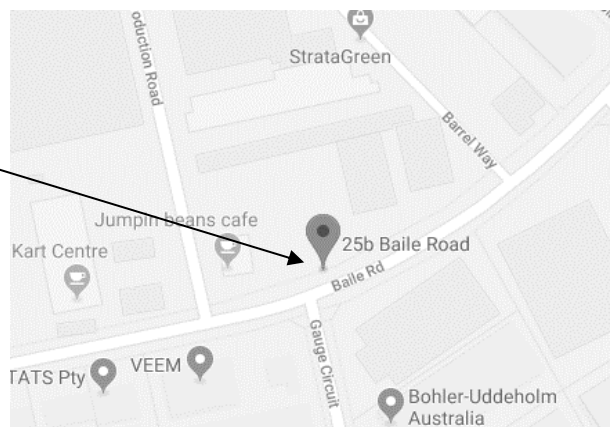 oduction Road
StrataGreen
Barrel Way
Jumpin beans cafe
25b Baile Road
Kart Centre
Baile Rd
Gauge Circuit
TATS Pty
VEEM
Bohler-Uddeholm
Australia